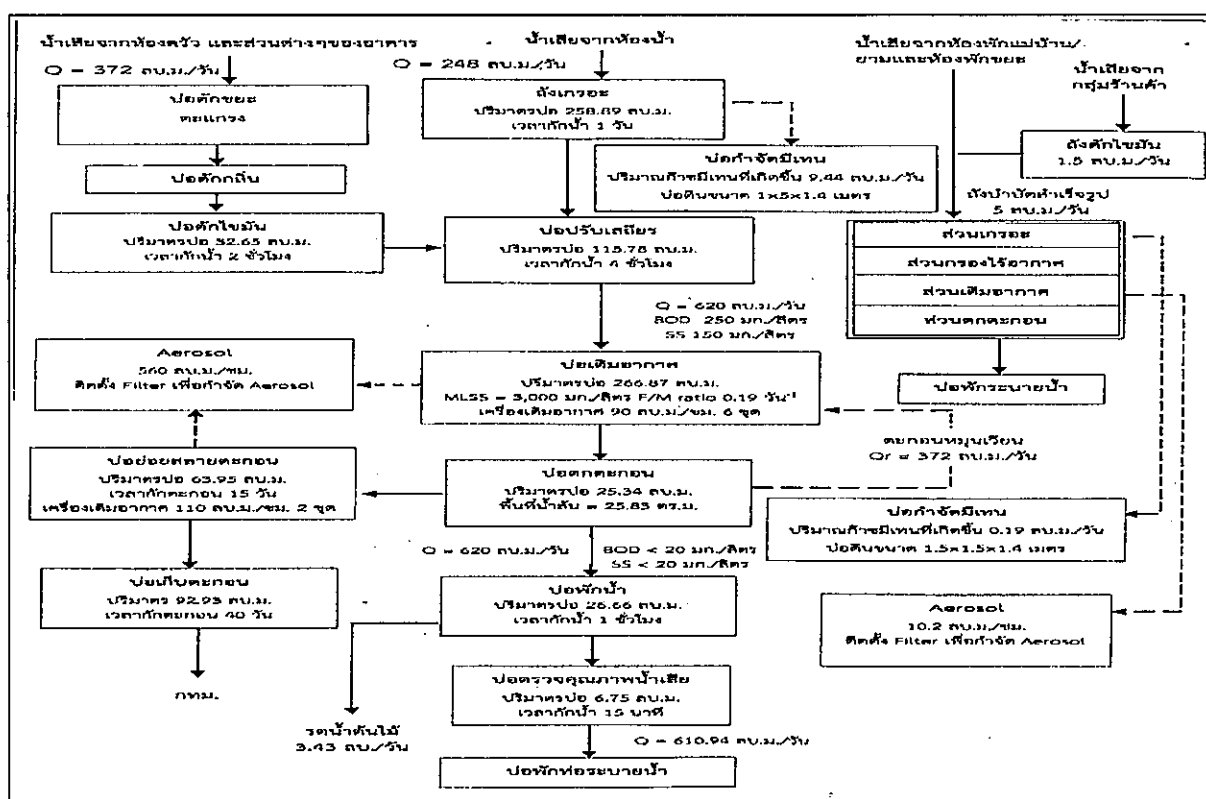 น้ำเสียจากห้องครัว และส่วนต่างๆของอาคาร
Q = 372 ลบ.ม./วัน
บ่อดักขยะ
ตะแกรง
บ่อดักกลิ่น
บ่อดักไขมัน
ปริมาตรบ่อ 52.65 ลบ.ม.
เวลากักน้ำ 2 ชั่วโมง
น้ำเสียจากห้องน้ำ
Q = 248 ลบ.ม./วัน
ถังเกรอะ
ปริมาตรบ่อ 258.89 ลบ.ม.
เวลากักน้ำ 1 วัน
บ่อกำจัดมีเทน
ปริมาณก๊าซมีเทนที่เกิดขึ้น 9.44 ลบ.ม./วัน
บ่อดินขนาด 1x5x1.4 เมตร
บ่อปรับเสถียร
ปริมาตรบ่อ 115.78 ลบ.ม.
เวลากักน้ำ 4 ชั่วโมง
Q = 620 ลบ.ม./วัน
BOD 250 มก./ลิตร
SS 150 มก./ลิตร
น้ำเสียจากห้องพักแม่บ้าน/
ยามและห้องพักขยะ
น้ำเสียจาก
กลุ่มร้านค้า
ถังดักไขมัน
1.5 ลบ.ม./วัน
ถังบำบัดสำเร็จรูป
5 ลบ.ม./วัน
ส่วนเกรอะ
ส่วนกรองไร้อากาศ
ส่วนเติมอากาศ
ส่วนตกตะกอน
บ่อพักระบายน้ำ
Aerosol
560 ลบ.ม./ชม.
ติดตั้ง Filter เพื่อกำจัด Aerosol
บ่อเติมอากาศ
ปริมาตรบ่อ 266.87 ลบ.ม.
MLSS = 3,000 มก./ลิตร F/M ratio 0.19 วัน⁻¹
เครื่องเติมอากาศ 90 ลบ.ม./ชม. 6 ชุด
ตะกอนหมุนเวียน
Qr = 372 ลบ.ม./วัน
บ่อย่อยสลายตะกอน
ปริมาตรบ่อ 63.95 ลบ.ม.
เวลากักตะกอน 15 วัน
เครื่องเติมอากาศ 110 ลบ.ม./ชม. 2 ชุด
บ่อตกตะกอน
ปริมาตรบ่อ 25.34 ลบ.ม.
พื้นที่น้ำล้น = 25.83 ตร.ม.
บ่อกำจัดมีเทน
ปริมาณก๊าซมีเทนที่เกิดขึ้น 0.19 ลบ.ม./วัน
บ่อดินขนาด 1.5x1.5x1.4 เมตร
Q = 620 ลบ.ม./วัน
BOD < 20 มก./ลิตร
SS < 20 มก./ลิตร
บ่อเก็บตะกอน
ปริมาตร 92.93 ลบ.ม.
เวลากักตะกอน 40 วัน
กทม.
บ่อพักน้ำ
ปริมาตรบ่อ 26.66 ลบ.ม.
เวลากักน้ำ 1 ชั่วโมง
Aerosol
10.2 ลบ.ม./ชม.
ติดตั้ง Filter เพื่อกำจัด Aerosol
บ่อตรวจคุณภาพน้ำเสีย
ปริมาตรบ่อ 6.75 ลบ.ม.
เวลากักน้ำ 15 นาที
รดน้ำต้นไม้
3.43 ลบ./วัน
Q = 610.94 ลบ.ม./วัน
บ่อพักท่อระบายน้ำ